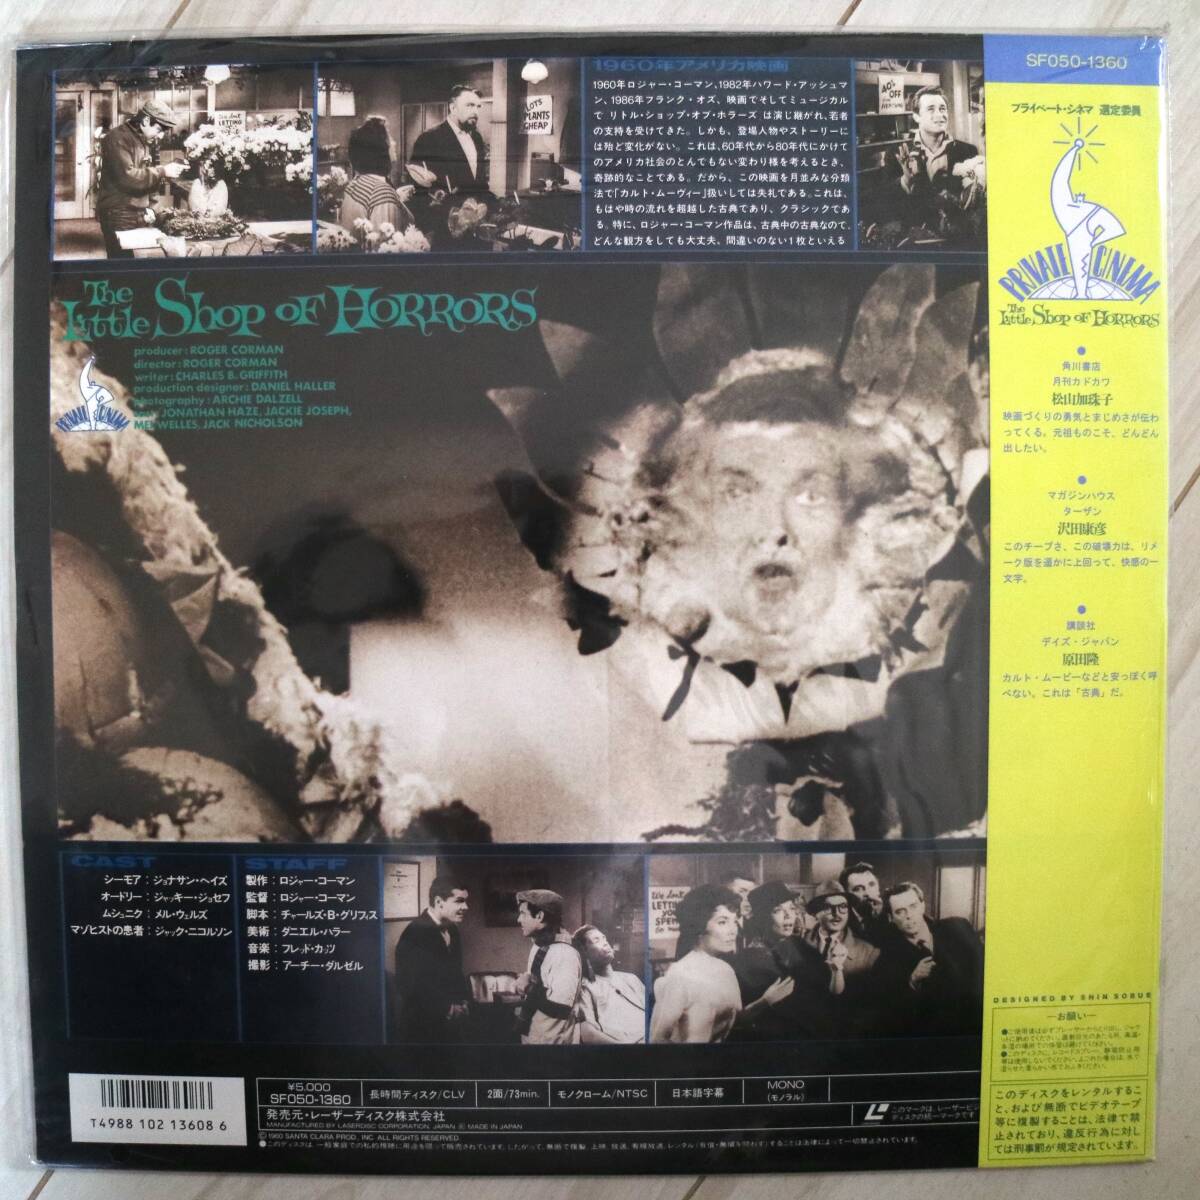 1960年アメリカ映画
1960年ロジャー・コーマン、1982年ハワード・アッシュマ
ン、1986年フランク・オズ、映画でそしてミュージカル
で リトル・ショップ・オブ・ホラーズ は演じ継がれ、若者
の支持を受けてきた。しかも、登場人物やストーリーに
は殆ど変化がない。これは、60年代から80年代にかけて
のアメリカ社会のとんでもない変わり様を考えるとき、
奇跡的なことである。だから、この映画を月並みな分類
法で「カルト・ムーヴィー」扱いしては失礼である。これは、
もはや時の流れを超越した古典であり、クラシックであ
る。特に、ロジャー・コーマン作品は、古典中の古典なので、
どんな観方をしても大丈夫。間違いのない1枚といえる
LOTS
PLANTS
CHEAP
The
Little Shop of Horrors
producer: ROGER CORMAN
director: ROGER CORMAN
writer: CHARLES B. GRIFFITH
production designer: DANIEL HALLER
photography: ARCHIE DALZELL
JONATHAN HAZE, JACKIE JOSEPH,
MEL WELLES, JACK NICHOLSON
PRIVATE CINEMA
SF050-1360
プライベート・シネマ 選定委員
PRIVATE CINEMA
The
Little Shop of Horrors
●
角川書店
月刊カドカワ
松山加珠子
映画づくりの勇気とまじめさが伝わ
ってくる。元祖ものこそ、どんどん
出したい。
●
マガジンハウス
ターザン
沢田康彦
このチープさ、この破壊力は、リメ
ーク版を遥かに上回って、快感の一
文字。
●
講談社
デイズ・ジャパン
原田隆
カルト・ムービーなどと安っぽく呼
べない。これは「古典」だ。
DESIGNED BY SHIN SOBUE
―お願い―
このディスクをレンタルするこ
と、および無断でビデオテープ
等に複製することは、法律で禁
止されており、違反行為に対し
ては刑事罰が規定されています。
CAST
シーモア：ジョナサン・ヘイズ
オードリー：ジャッキー・ジョセフ
ムシュニク：メル・ウェルズ
マゾヒストの患者：ジャック・ニコルソン
STAFF
製作：ロジャー・コーマン
監督：ロジャー・コーマン
脚本：チャールズ・B・グリフィス
美術：ダニエル・ハラー
音楽：フレッド・カッツ
撮影：アーチー・ダルゼル
T4988 102 13608 6
¥5,000
SF050-1360
長時間ディスク/CLV
2面/73min.
モノクローム/NTSC
日本語字幕
MONO
(モノラル)
発売元・レーザーディスク株式会社
MANUFACTURED BY LASERDISC CORPORATION, JAPAN. Ⓔ MADE IN JAPAN
© 1960 SANTA CLARA PROD., INC. ALL RIGHTS RESERVED.
このマークは、レーザービジ
ディスクの統一マークです